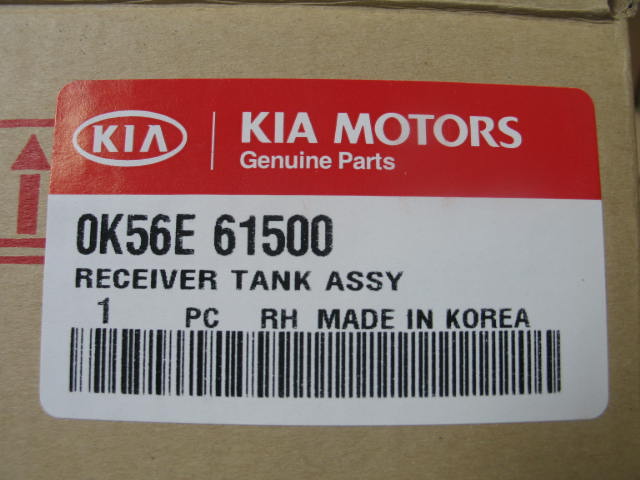 KIA
KIA MOTORS
Genuine Parts
0K56E 61500
RECEIVER TANK ASSY
1 PC RH MADE IN KOREA